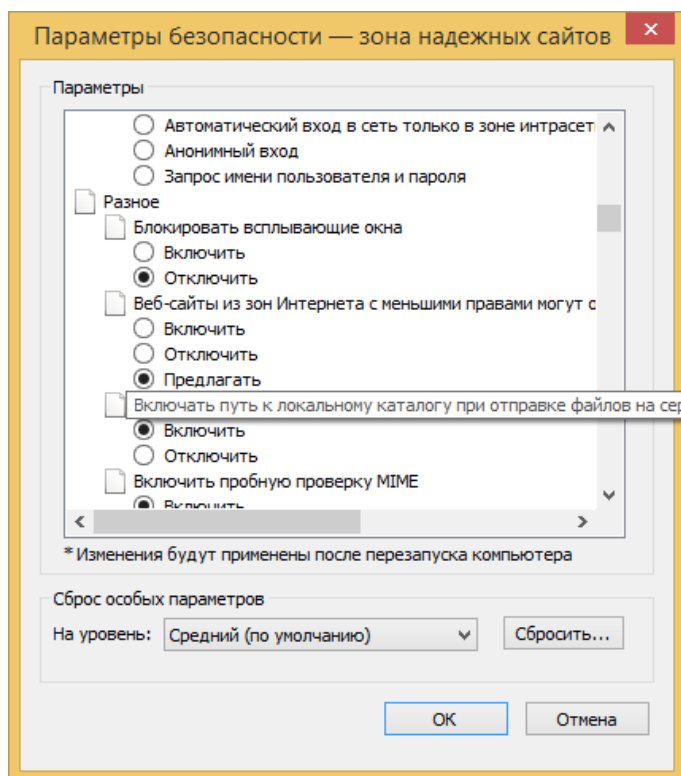 Параметры безопасности — зона надежных сайтов
Параметры
Автоматический вход в сеть только в зоне интрасет
Анонимный вход
Запрос имени пользователя и пароля
Разное
Блокировать всплывающие окна
Включить
Отключить
Веб-сайты из зон Интернета с меньшими правами могут о
Включить
Отключить
Предлагать
Включать путь к локальному каталогу при отправке файлов на сер
Включить
Отключить
Включить пробную проверку MIME
Включить
* Изменения будут применены после перезапуска компьютера
Сброс особых параметров
На уровень: Средний (по умолчанию) Сбросить...
ОК Отмена